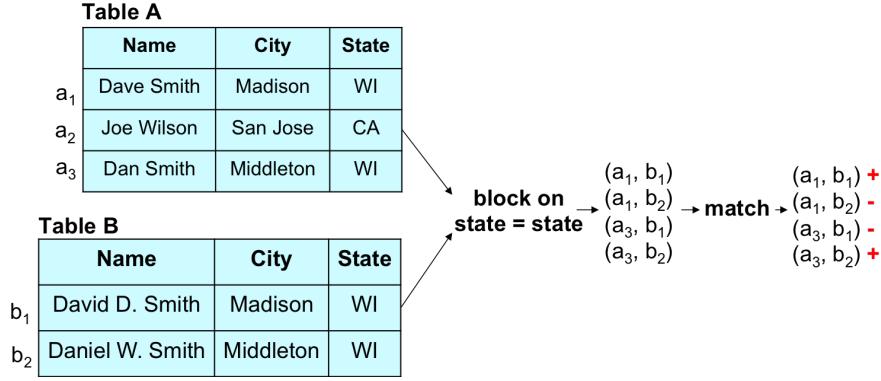 Table A
Name City State
a1 Dave Smith Madison WI
a2 Joe Wilson San Jose CA
a3 Dan Smith Middleton WI
Table B
Name City State
b1 David D. Smith Madison WI
b2 Daniel W. Smith Middleton WI
block on
state = state
(a1, b1)
(a1, b2)
(a3, b1)
(a3, b2)
match
(a1, b1) +
(a1, b2) -
(a3, b1) -
(a3, b2) +